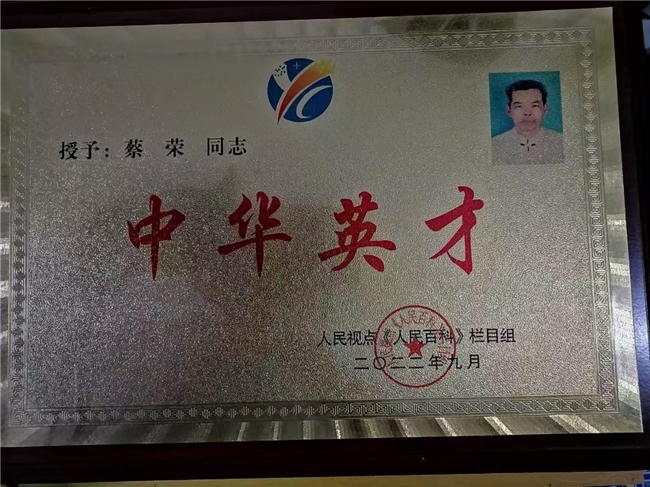 授予：蔡 荣 同志
中华英才
人民视点《人民百科》栏目组
二〇二二年九月